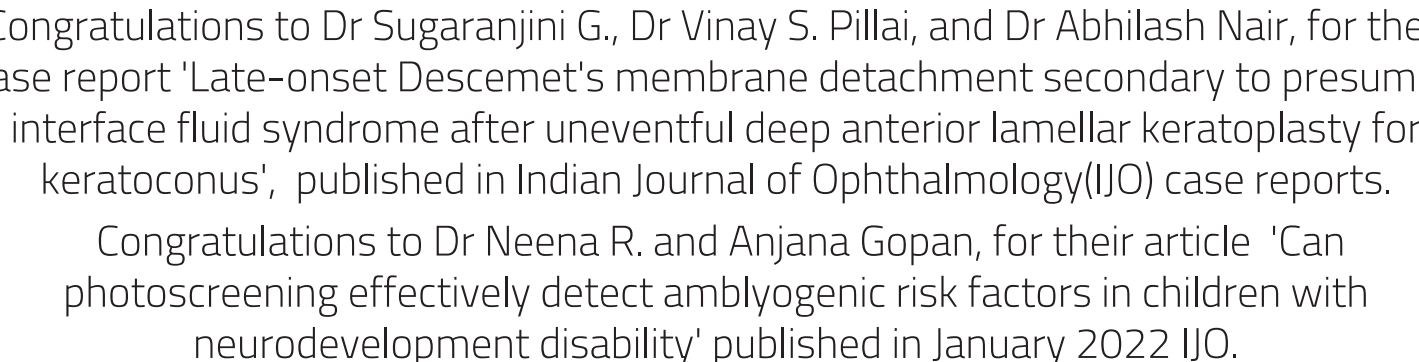 Congratulations to Dr Sugaranjini G., Dr Vinay S. Pillai, and Dr Abhilash Nair, for the
ase report 'Late-onset Descemet's membrane detachment secondary to presum
interface fluid syndrome after uneventful deep anterior lamellar keratoplasty for
keratoconus', published in Indian Journal of Ophthalmology(IJO) case reports.
Congratulations to Dr Neena R. and Anjana Gopan, for their article 'Can
photoscreening effectively detect amblyogenic risk factors in children with
neurodevelopment disability' published in January 2022 IJO.